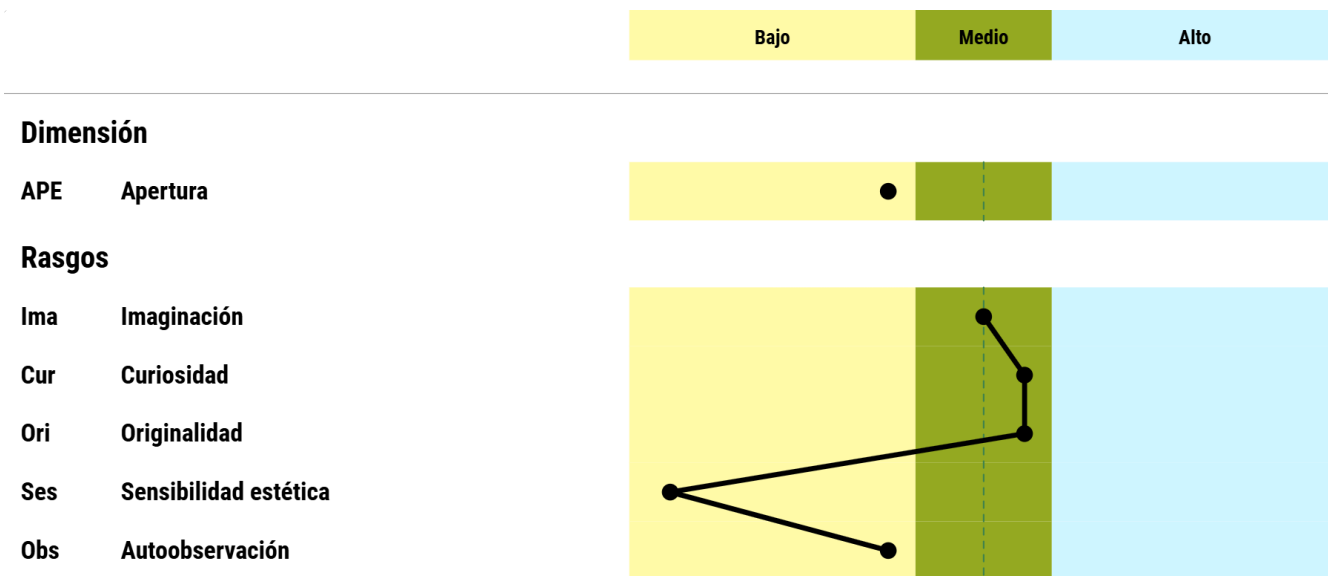 Bajo Medio Alto
Dimensión
APE Apertura
Rasgos
Ima Imaginación
Cur Curiosidad
Ori Originalidad
Ses Sensibilidad estética
Obs Autoobservación